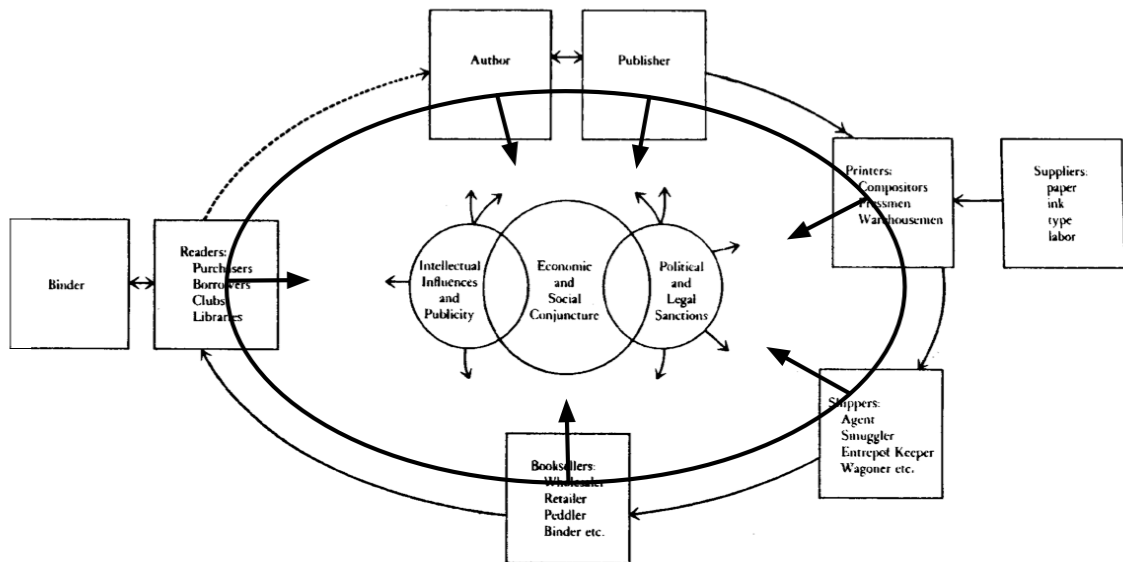 Author
Publisher
Printers:
Compositors
Pressmen
Warehousemen
Suppliers:
paper
ink
type
labor
Binder
Readers:
Purchasers
Borrowers
Clubs
Libraries
Intellectual
Influences
and
Publicity
Economic
and
Social
Conjuncture
Political
and
Legal
Sanctions
Shippers:
Agent
Smuggler
Entrepot Keeper
Wagoner etc.
Booksellers:
Wholesaler
Retailer
Peddler
Binder etc.